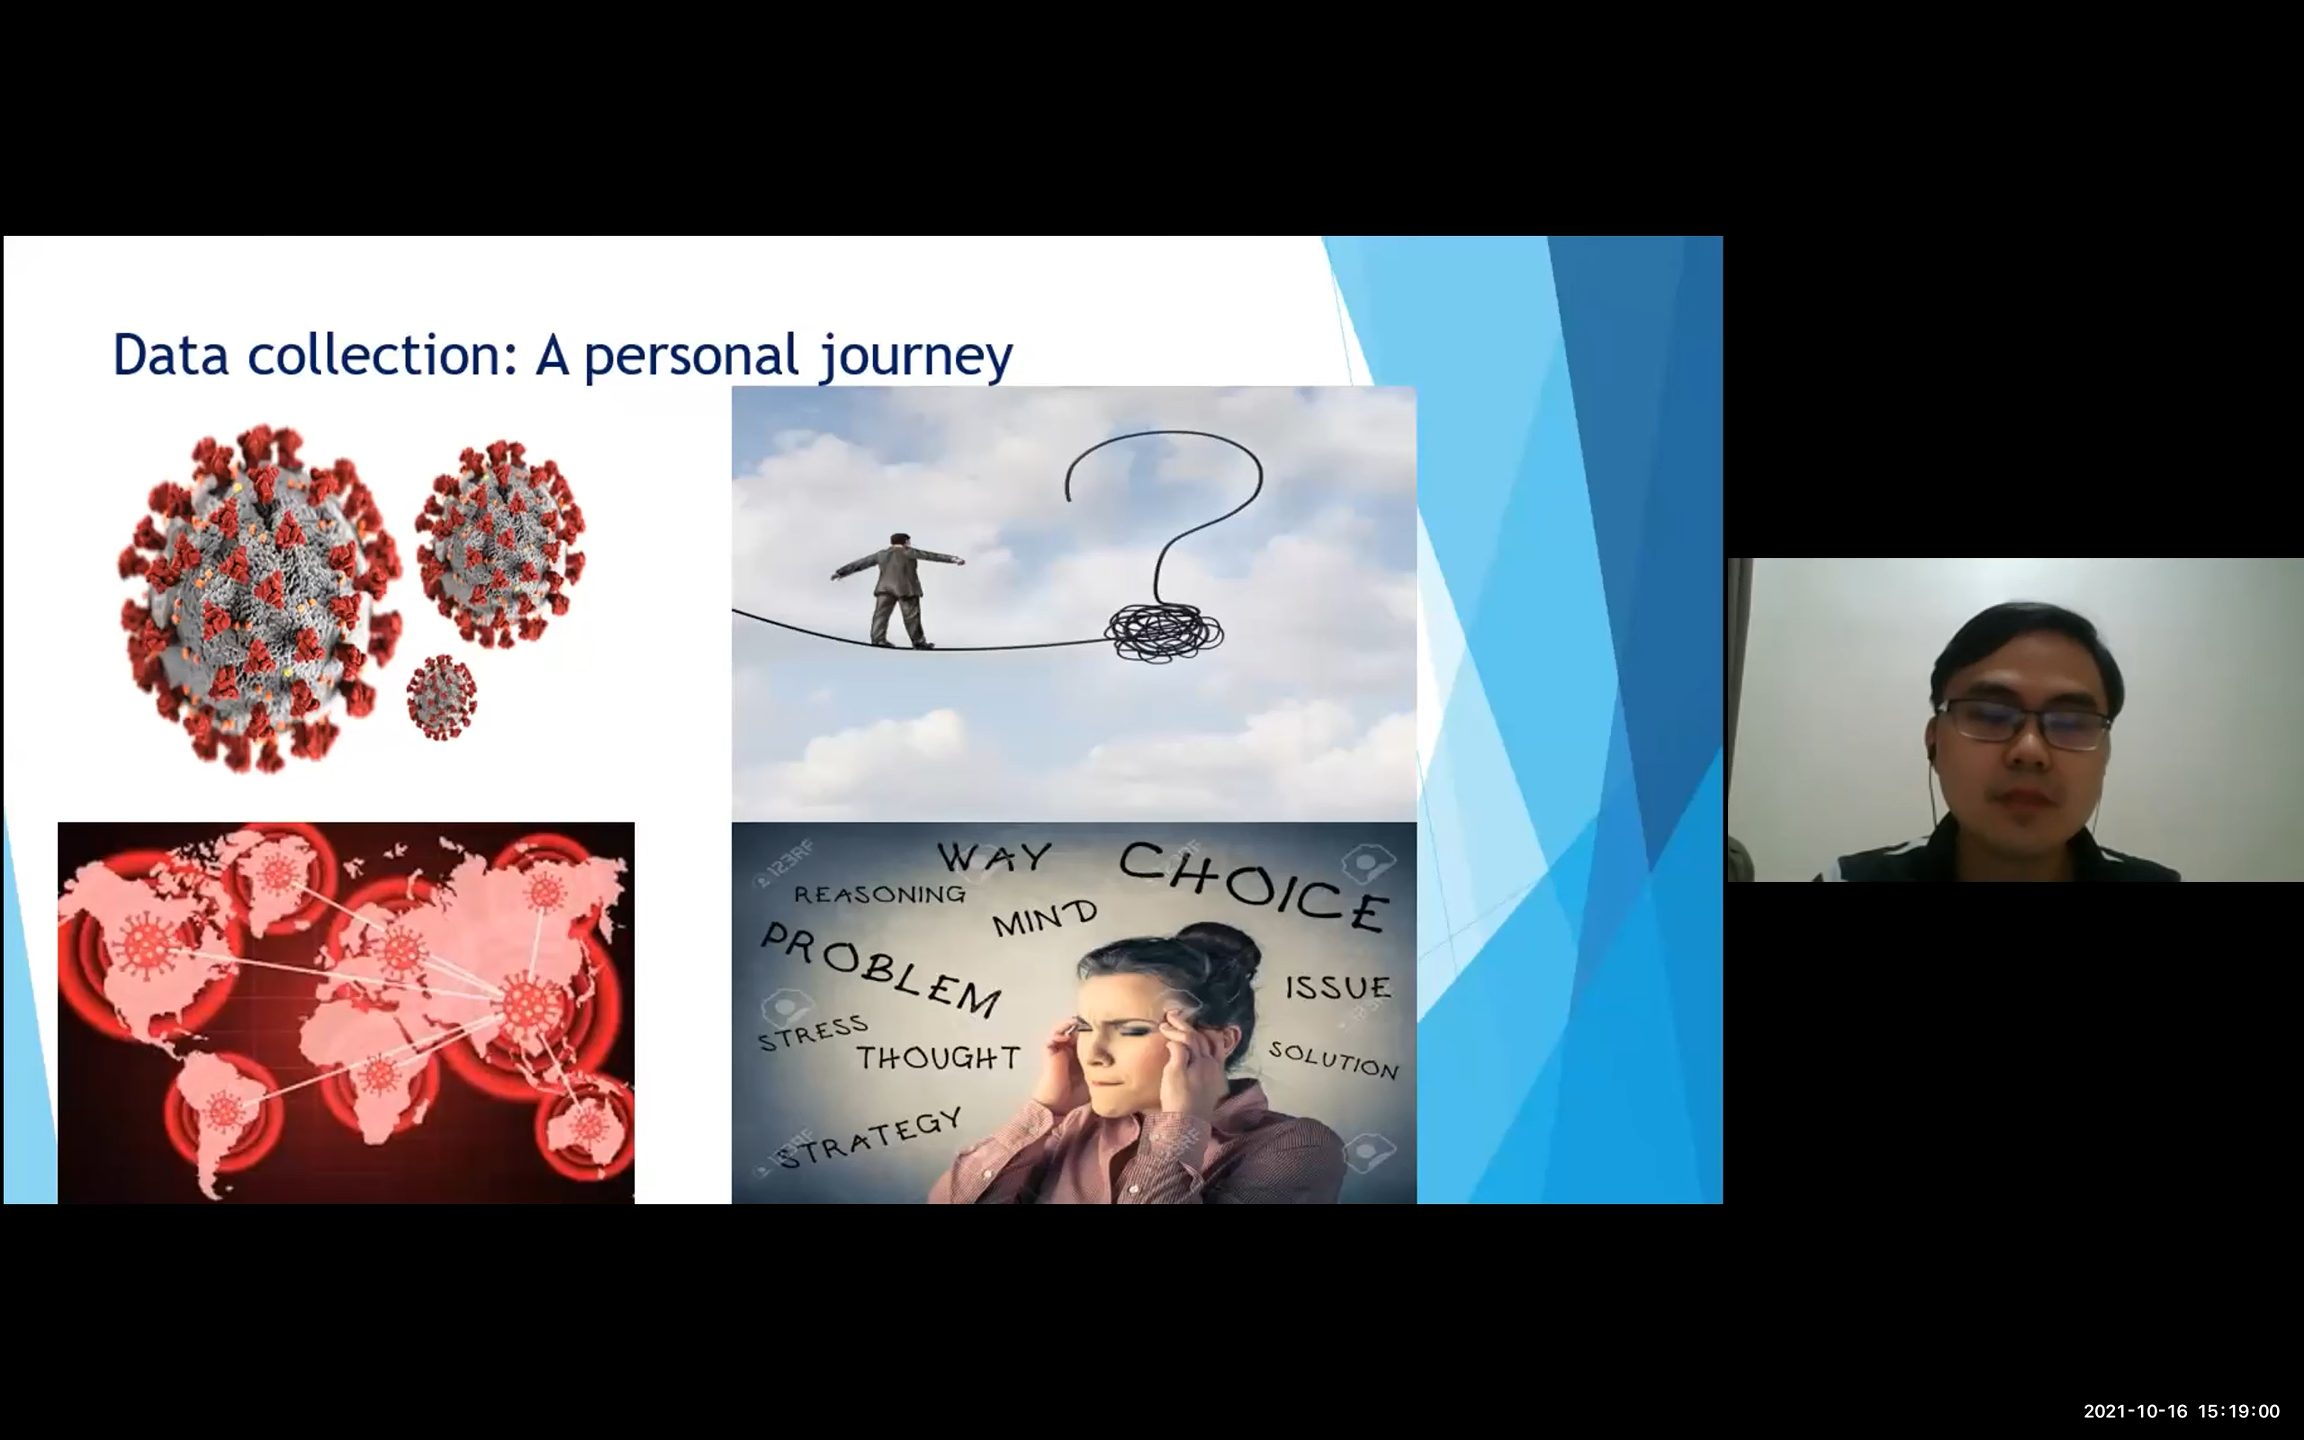 Data collection: A personal journey
WAY
CHOICE
REASONING
MIND
PROBLEM
ISSUE
STRESS
THOUGHT
SOLUTION
STRATEGY
123RF
2021-10-16 15:19:00